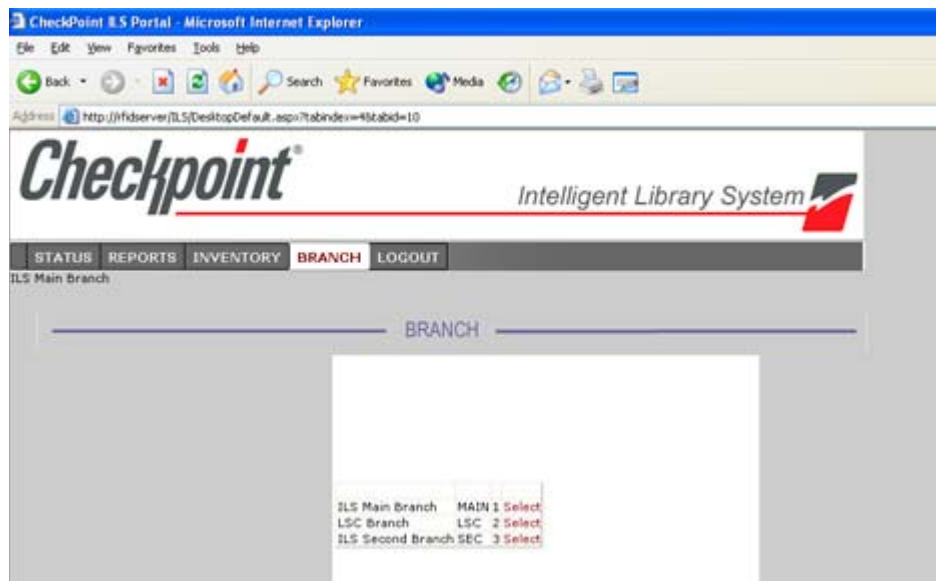 CheckPoint ILS Portal - Microsoft Internet Explorer
File Edit View Favorites Tools Help
Back Search Favorites Media
Address http://rfidserver/ILS/DesktopDefault.aspx?tabindex=4&tabid=10
Checkpoint®
Intelligent Library System
STATUS REPORTS INVENTORY BRANCH LOGOUT
ILS Main Branch
BRANCH
ILS Main Branch MAIN 1 Select
LSC Branch LSC 2 Select
ILS Second Branch SEC 3 Select